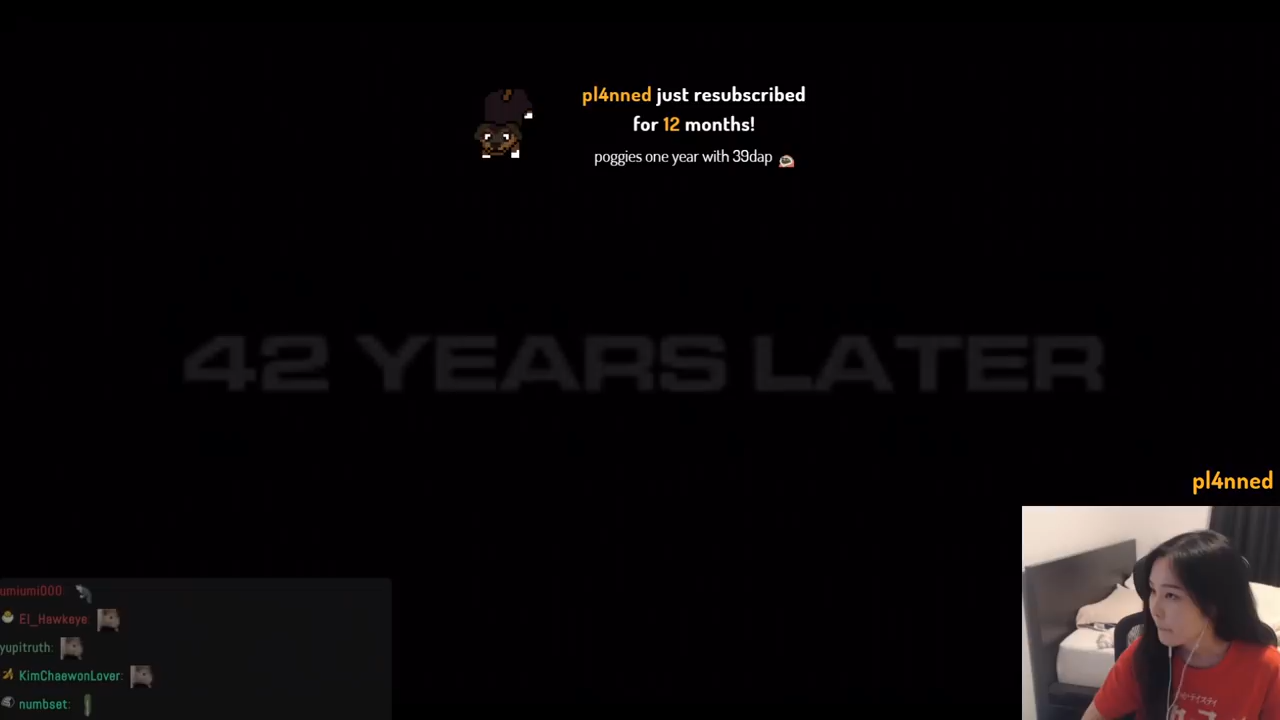 pl4nned just resubscribed
for 12 months!
poggies one year with 39dap
42 YEARS LATER
pl4nned
umiumi000:
El_Hawkeye:
yupitruth:
KimChaewonLover:
numbset: